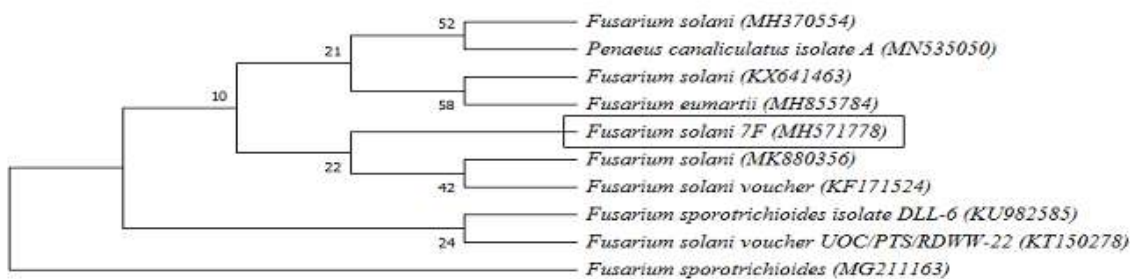 52
Fusarium solani (MH370554)
Penaeus canaliculatus isolate A (MN535050)
21
Fusarium solani (KX641463)
58
Fusarium eumartii (MH855784)
10
Fusarium solani 7F (MH571778)
22
Fusarium solani (MK880356)
42
Fusarium solani voucher (KF171524)
Fusarium sporotrichioides isolate DLL-6 (KU982585)
24
Fusarium solani voucher UOC/PTS/RDWW-22 (KT150278)
Fusarium sporotrichioides (MG211163)